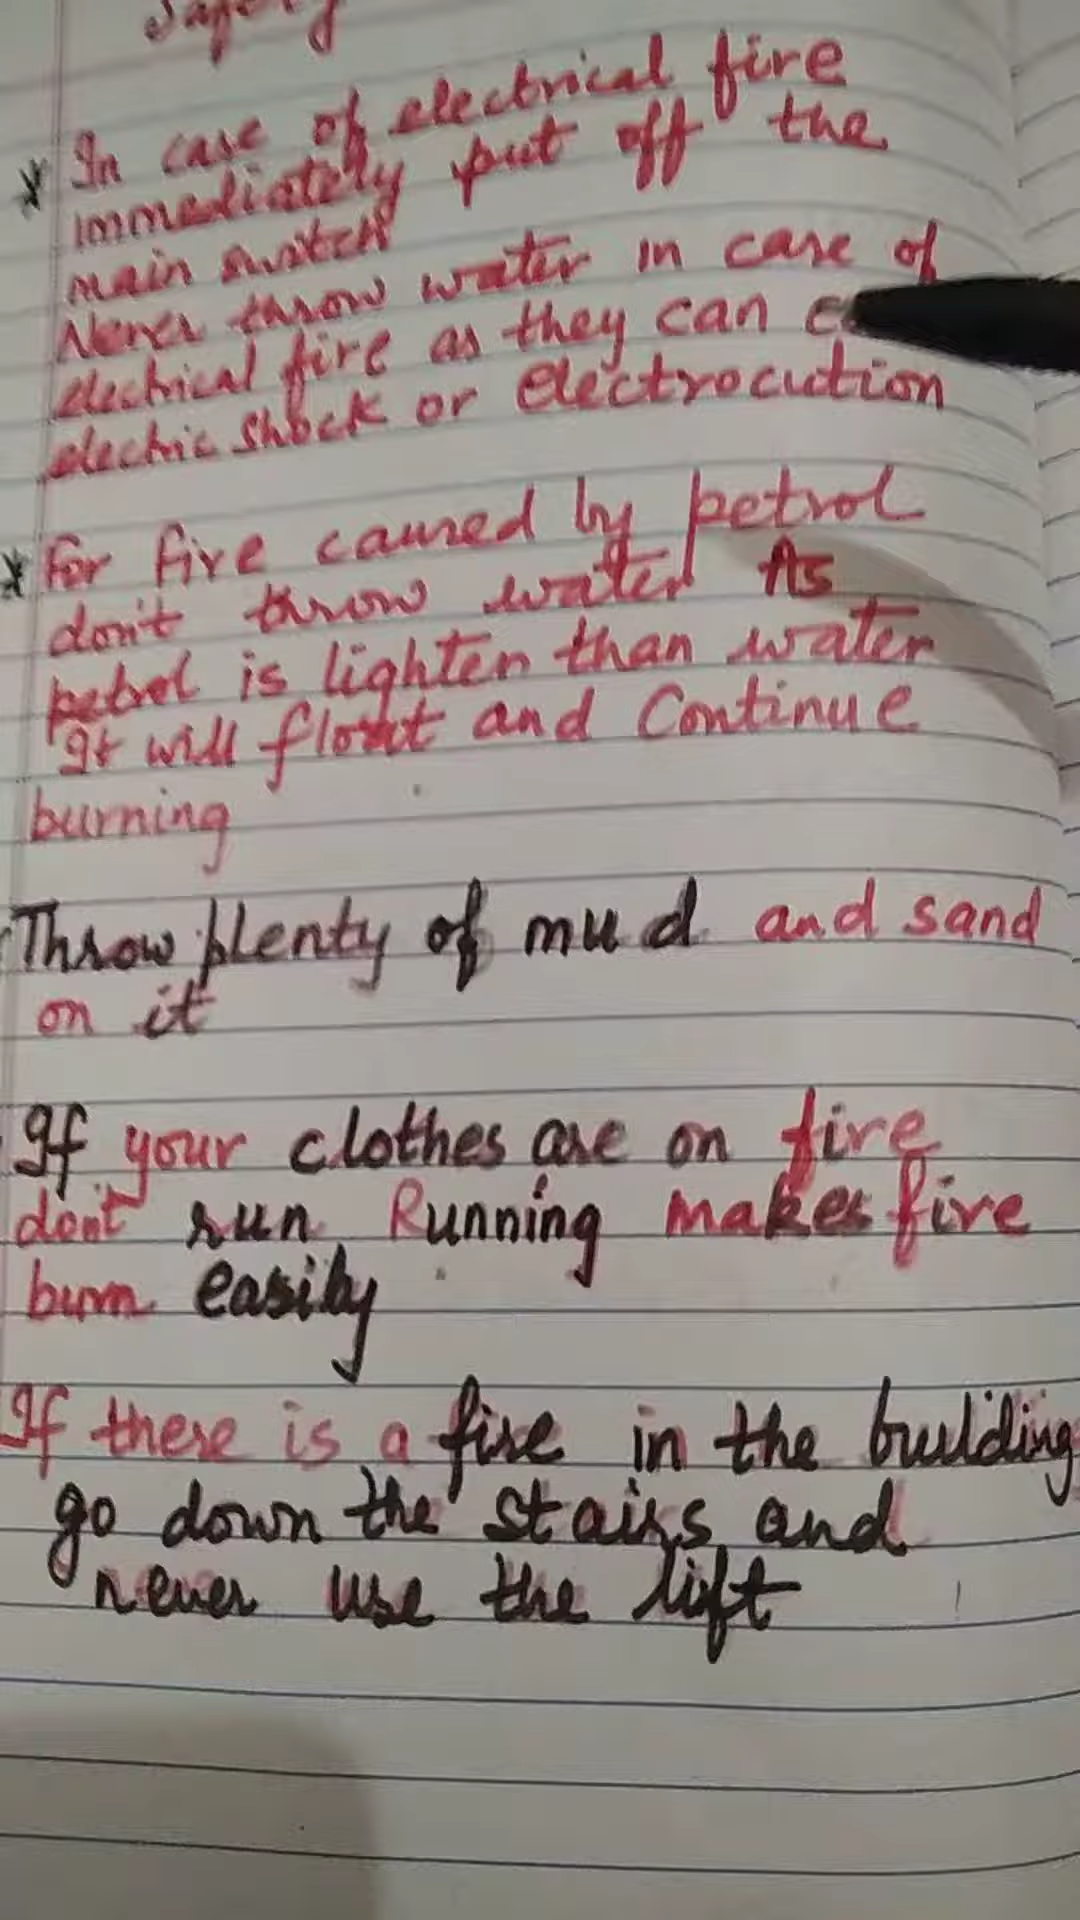 Safety
* In case of electrical fire
immediately put off the
main switch
Never throw water in case of
electrical fire as they can
electric shock or electrocution
* For fire caused by petrol
don't throw water As
petrol is lighten than water
It will float and Continue
burning
Throw plenty of mud and sand
on it
If your clothes are on fire
dont run Running makes fire
burn easily
If there is a fire in the building
go down the stairs and
never use the lift